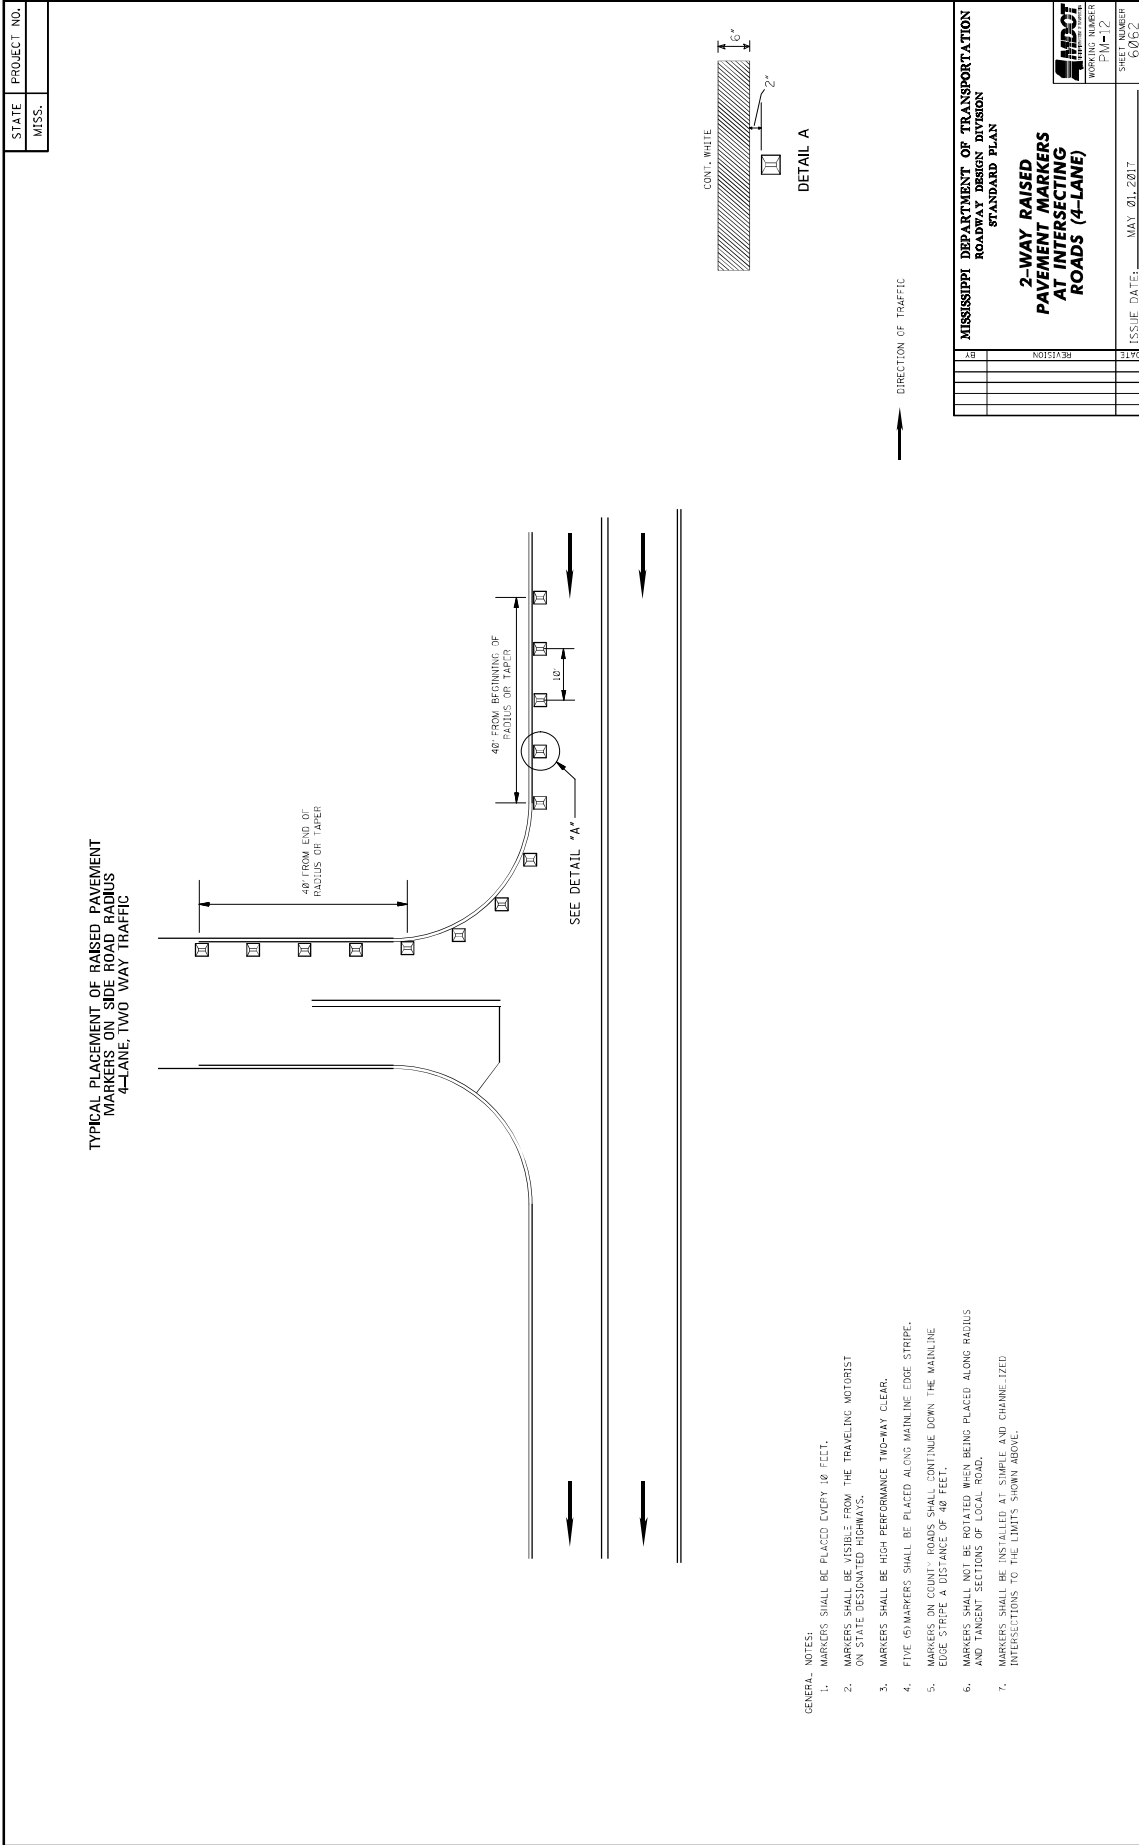 STATE PROJECT NO.
MISS.
TYPICAL PLACEMENT OF RAISED PAVEMENT
MARKERS ON SIDE ROAD RADIUS
4-LANE, TWO WAY TRAFFIC
40' FROM END OF
RADIUS OR TAPER
40' FROM BEGINNING OF
RADIUS OR TAPER
10'
SEE DETAIL "A"
CONT. WHITE
6"
2"
DETAIL A
DIRECTION OF TRAFFIC
GENERAL NOTES:
1. MARKERS SHALL BE PLACED EVERY 10 FEET.
2. MARKERS SHALL BE VISIBLE FROM THE TRAVELING MOTORIST
ON STATE DESIGNATED HIGHWAYS.
3. MARKERS SHALL BE HIGH PERFORMANCE TWO-WAY CLEAR.
4. FIVE (5) MARKERS SHALL BE PLACED ALONG MAINLINE EDGE STRIPE.
5. MARKERS ON COUNTY ROADS SHALL CONTINUE DOWN THE MAINLINE
EDGE STRIPE A DISTANCE OF 40 FEET.
6. MARKERS SHALL NOT BE ROTATED WHEN BEING PLACED ALONG RADIUS
AND TANGENT SECTIONS OF LOCAL ROAD.
7. MARKERS SHALL BE INSTALLED AT SIMPLE AND CHANNELIZED
INTERSECTIONS TO THE LIMITS SHOWN ABOVE.
BY
REVISION
DATE
MISSISSIPPI DEPARTMENT OF TRANSPORTATION
ROADWAY DESIGN DIVISION
STANDARD PLAN
2-WAY RAISED
PAVEMENT MARKERS
AT INTERSECTING
ROADS (4-LANE)
MDOT
WORKING NUMBER
PM-12
SHEET NUMBER
6062
ISSUE DATE: MAY 01, 2017